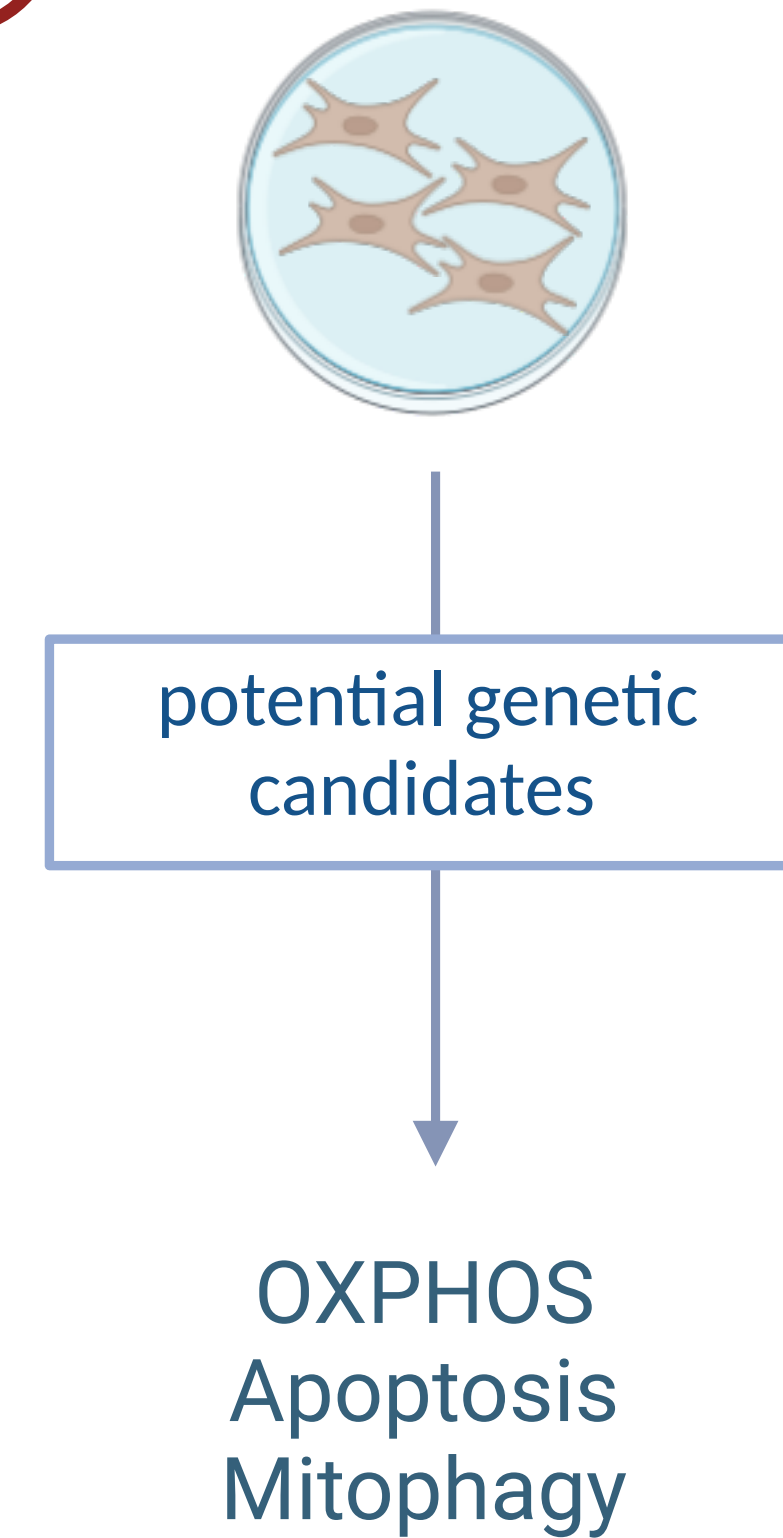 potential genetic
candidates
OXPHOS
Apoptosis
Mitophagy